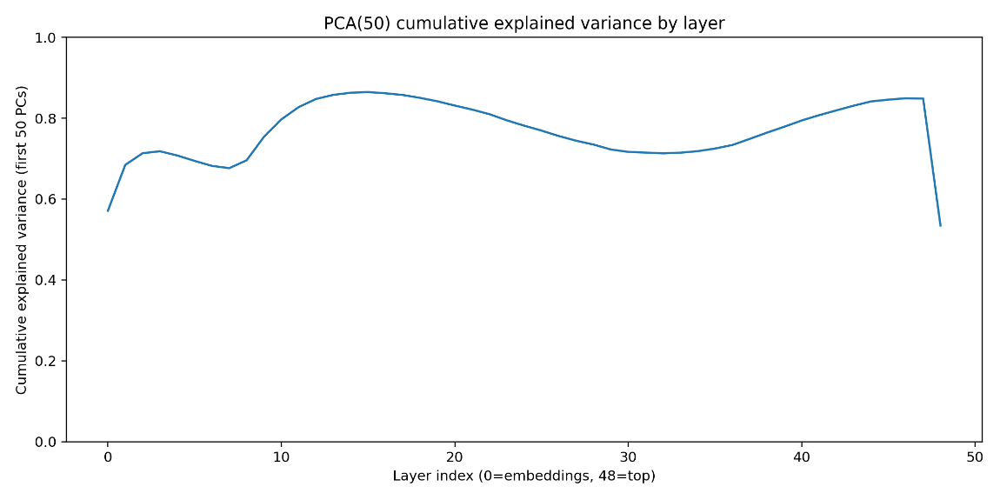 PCA(50) cumulative explained variance by layer
Cumulative explained variance (first 50 PCs)
1.0
0.8
0.6
0.4
0.2
0.0
0 10 20 30 40 50
Layer index (0=embeddings, 48=top)